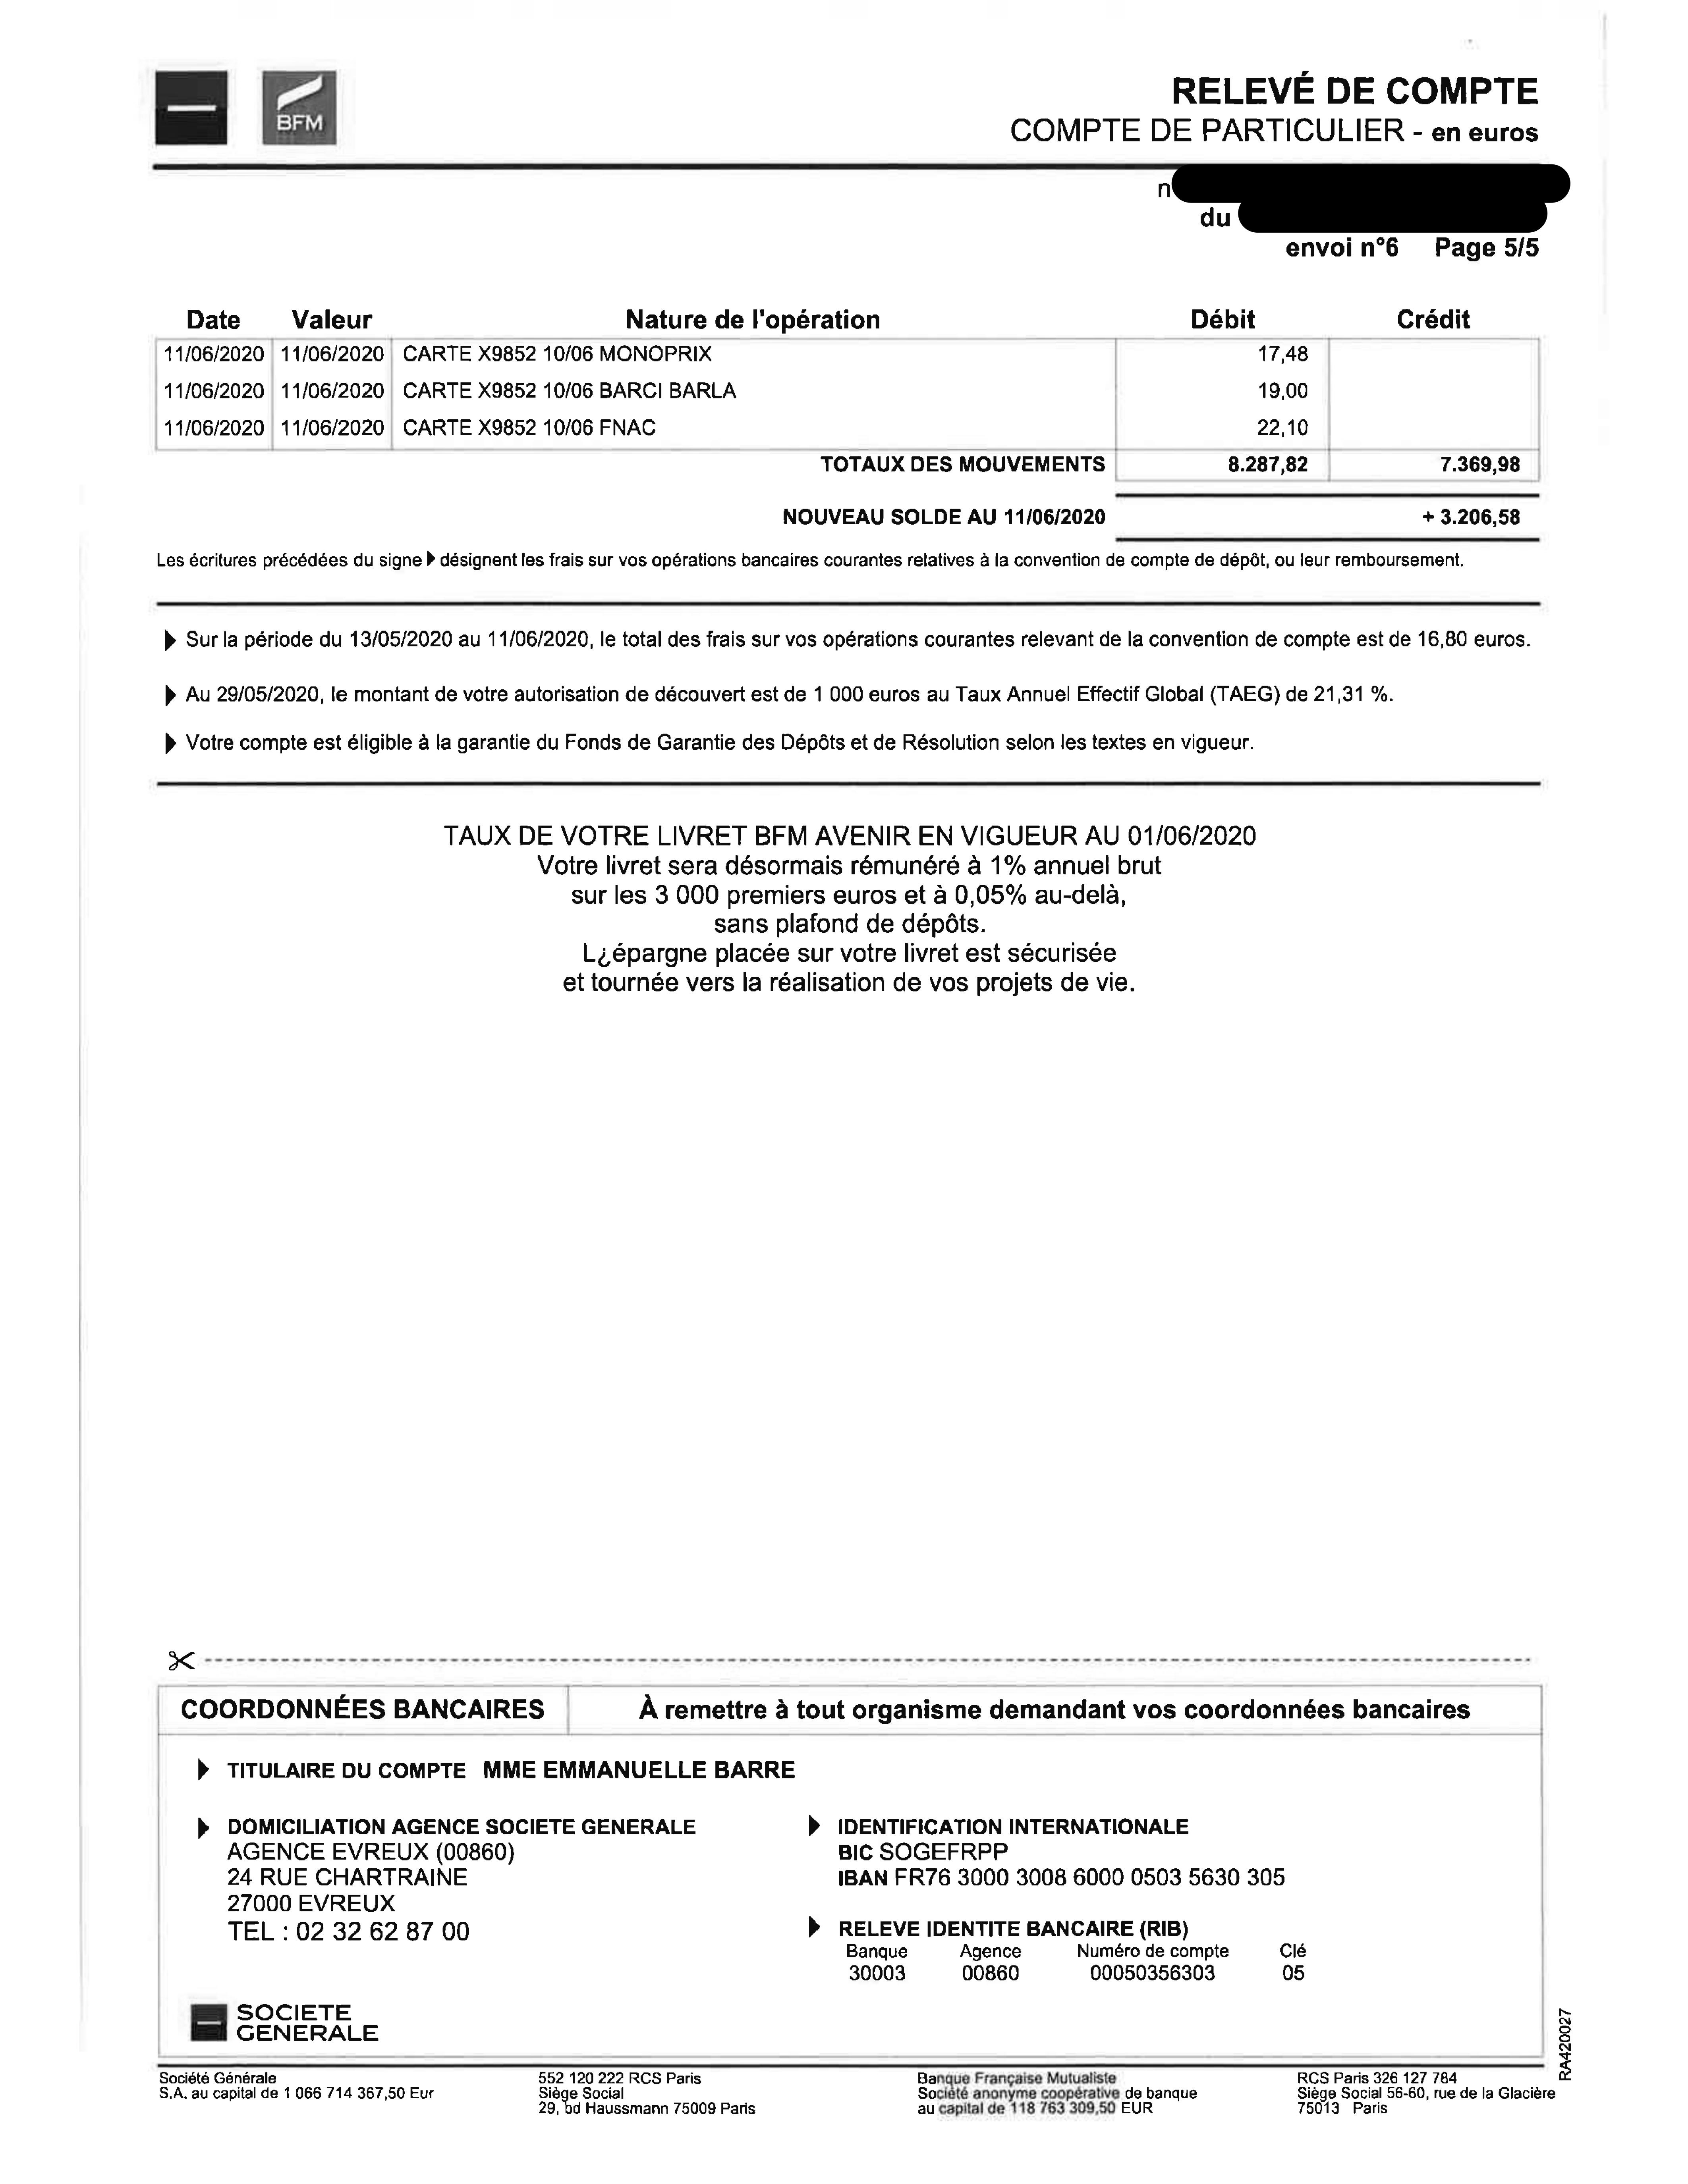 BFM
RELEVÉ DE COMPTE
COMPTE DE PARTICULIER - en euros
n
du
envoi n°6 Page 5/5
Date Valeur Nature de l'opération Débit Crédit
11/06/2020 11/06/2020 CARTE X9852 10/06 MONOPRIX 17,48
11/06/2020 11/06/2020 CARTE X9852 10/06 BARCI BARLA 19,00
11/06/2020 11/06/2020 CARTE X9852 10/06 FNAC 22,10
TOTAUX DES MOUVEMENTS 8.287,82 7.369,98
NOUVEAU SOLDE AU 11/06/2020 + 3.206,58
Les écritures précédées du signe désignent les frais sur vos opérations bancaires courantes relatives à la convention de compte de dépôt, ou leur remboursement.
Sur la période du 13/05/2020 au 11/06/2020, le total des frais sur vos opérations courantes relevant de la convention de compte est de 16,80 euros.
Au 29/05/2020, le montant de votre autorisation de découvert est de 1 000 euros au Taux Annuel Effectif Global (TAEG) de 21,31 %.
Votre compte est éligible à la garantie du Fonds de Garantie des Dépôts et de Résolution selon les textes en vigueur.
TAUX DE VOTRE LIVRET BFM AVENIR EN VIGUEUR AU 01/06/2020
Votre livret sera désormais rémunéré à 1% annuel brut
sur les 3 000 premiers euros et à 0,05% au-delà,
sans plafond de dépôts.
L¿épargne placée sur votre livret est sécurisée
et tournée vers la réalisation de vos projets de vie.
COORDONNÉES BANCAIRES À remettre à tout organisme demandant vos coordonnées bancaires
TITULAIRE DU COMPTE MME EMMANUELLE BARRE
DOMICILIATION AGENCE SOCIETE GENERALE
AGENCE EVREUX (00860)
24 RUE CHARTRAINE
27000 EVREUX
TEL : 02 32 62 87 00
IDENTIFICATION INTERNATIONALE
BIC SOGEFRPP
IBAN FR76 3000 3008 6000 0503 5630 305
RELEVE IDENTITE BANCAIRE (RIB)
Banque Agence Numéro de compte Clé
30003 00860 00050356303 05
SOCIETE
GENERALE
RA420027
Société Générale
S.A. au capital de 1 066 714 367,50 Eur
552 120 222 RCS Paris
Siège Social
29, bd Haussmann 75009 Paris
Banque Française Mutualiste
Société anonyme coopérative de banque
au capital de 118 763 309,50 EUR
RCS Paris 326 127 784
Siège Social 56-60, rue de la Glacière
75013 Paris